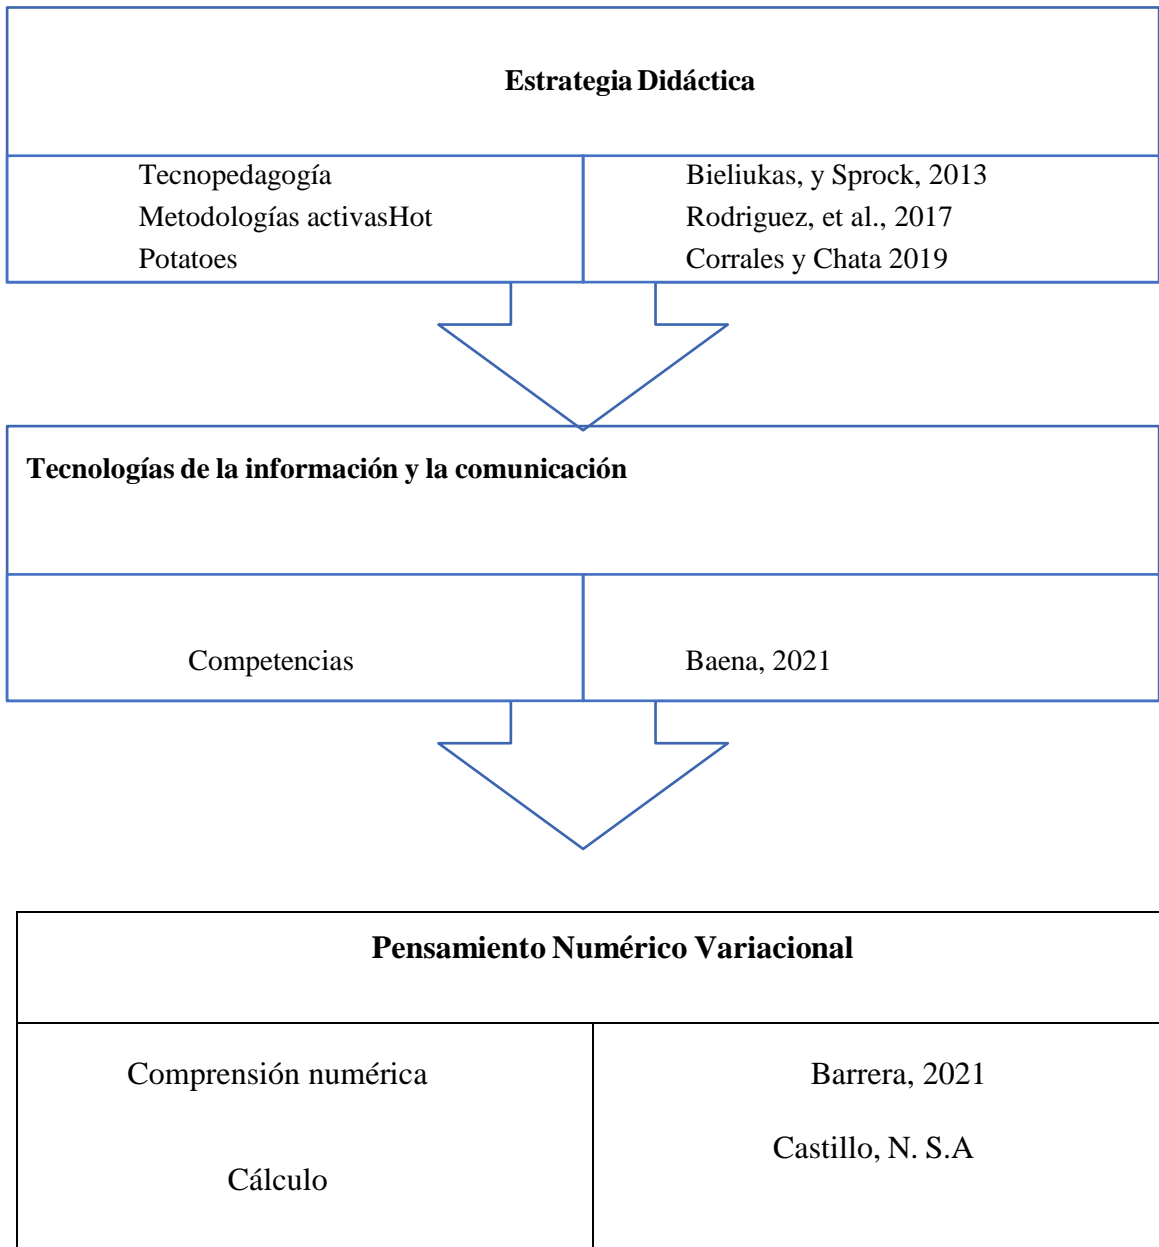 Estrategia Didáctica
Tecnopedagogía
Metodologías activasHot
Potatoes
Bieliukas, y Sprock, 2013
Rodriguez, et al., 2017
Corrales y Chata 2019
Tecnologías de la información y la comunicación
Competencias
Baena, 2021
Pensamiento Numérico Variacional
Comprensión numérica
Cálculo
Barrera, 2021
Castillo, N. S.A